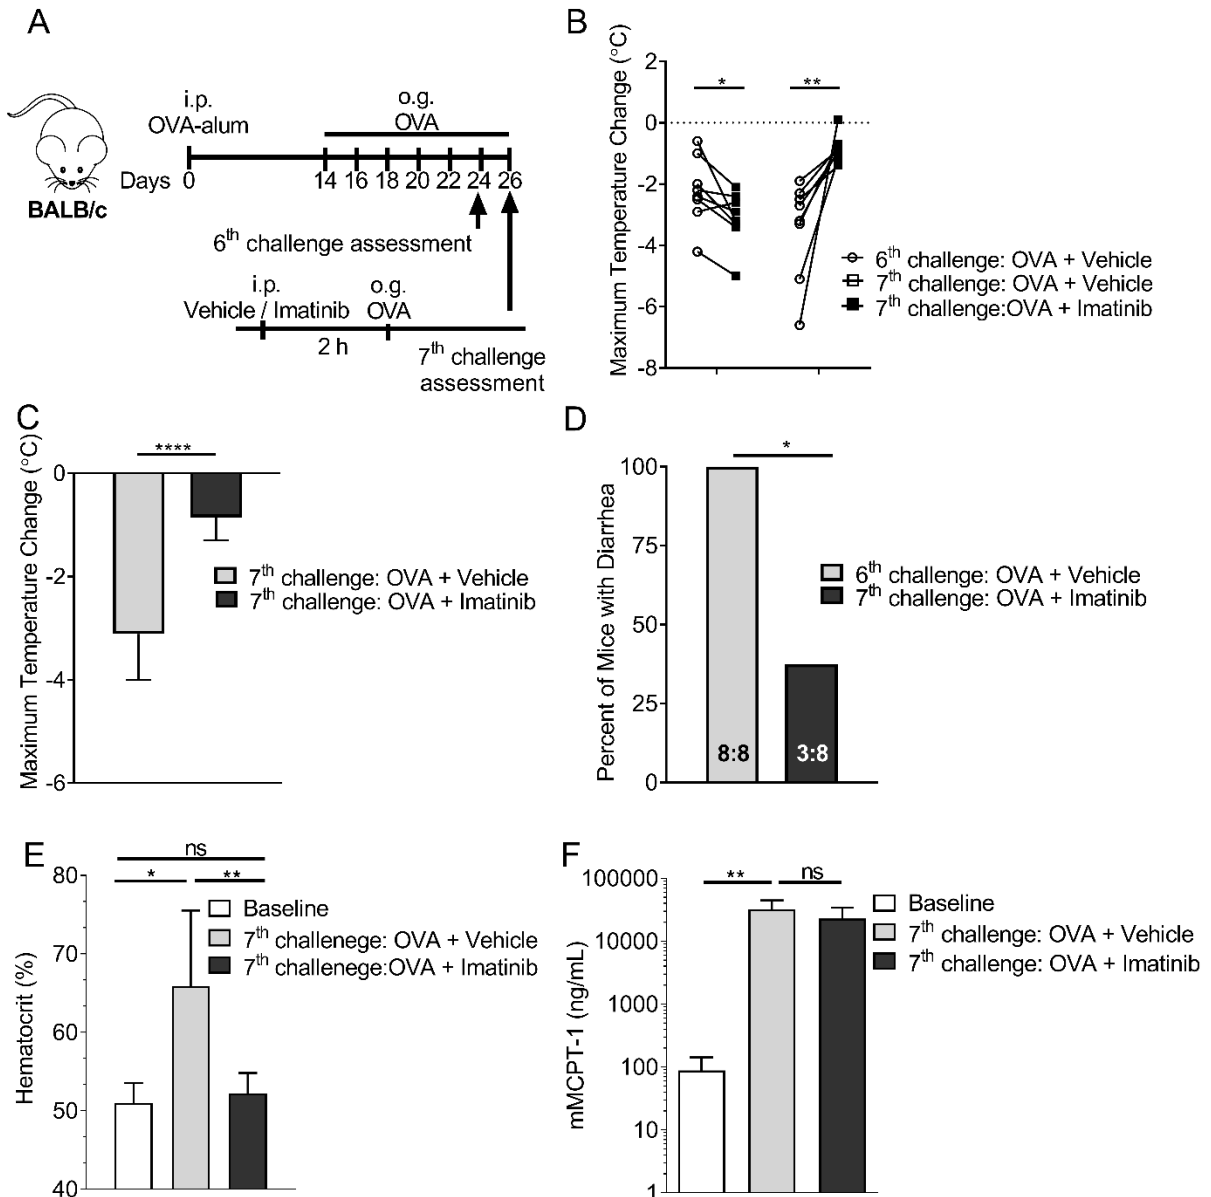 A
i.p.
OVA-alum
o.g.
OVA
Days 0 14 16 18 20 22 24 26
BALB/c
6th challenge assessment
i.p. o.g.
Vehicle / Imatinib OVA
2 h
7th challenge
assessment
B
Maximum Temperature Change (°C)
2
0
-2
-4
-6
-8
* **
6th challenge: OVA + Vehicle
7th challenge: OVA + Vehicle
7th challenge:OVA + Imatinib
C
Maximum Temperature Change (°C)
0
-2
-4
-6
****
7th challenge: OVA + Vehicle
7th challenge: OVA + Imatinib
D
Percent of Mice with Diarrhea
100
75
50
25
0
*
8:8 3:8
6th challenge: OVA + Vehicle
7th challenge: OVA + Imatinib
E
Hematocrit (%)
80
70
60
50
40
ns
* **
Baseline
7th challenege: OVA + Vehicle
7th challenege:OVA + Imatinib
F
mMCPT-1 (ng/mL)
100000
10000
1000
100
10
1
** ns
Baseline
7th challenge: OVA + Vehicle
7th challenge: OVA + Imatinib